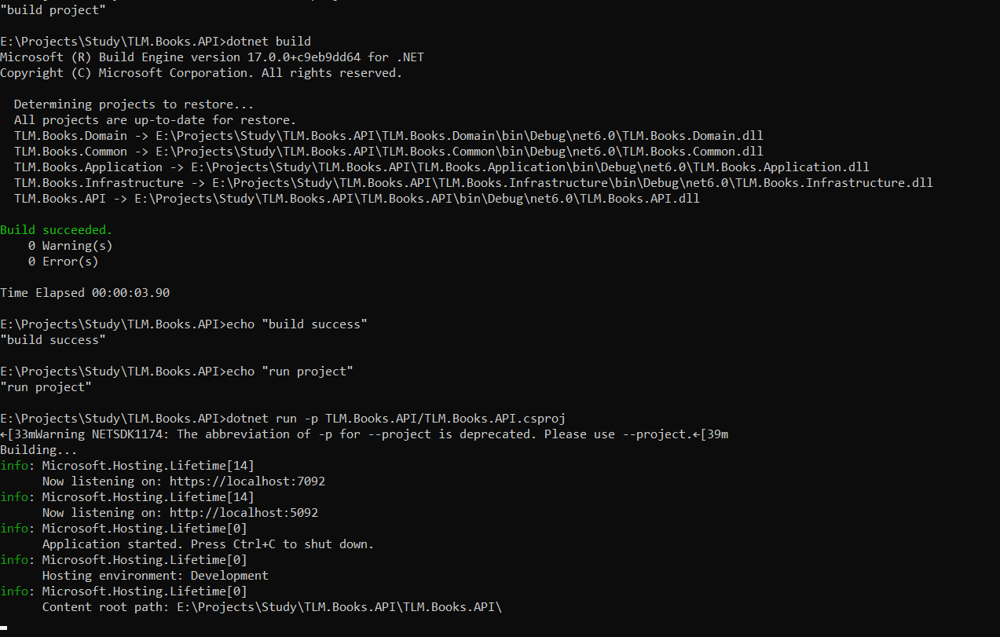 "build project"
E:\Projects\Study\TLM.Books.API>dotnet build
Microsoft (R) Build Engine version 17.0.0+c9eb9dd64 for .NET
Copyright (C) Microsoft Corporation. All rights reserved.
Determining projects to restore...
All projects are up-to-date for restore.
TLM.Books.Domain -> E:\Projects\Study\TLM.Books.API\TLM.Books.Domain\bin\Debug\net6.0\TLM.Books.Domain.dll
TLM.Books.Common -> E:\Projects\Study\TLM.Books.API\TLM.Books.Common\bin\Debug\net6.0\TLM.Books.Common.dll
TLM.Books.Application -> E:\Projects\Study\TLM.Books.API\TLM.Books.Application\bin\Debug\net6.0\TLM.Books.Application.dll
TLM.Books.Infrastructure -> E:\Projects\Study\TLM.Books.API\TLM.Books.Infrastructure\bin\Debug\net6.0\TLM.Books.Infrastructure.dll
TLM.Books.API -> E:\Projects\Study\TLM.Books.API\TLM.Books.API\bin\Debug\net6.0\TLM.Books.API.dll
Build succeeded.
0 Warning(s)
0 Error(s)
Time Elapsed 00:00:03.90
E:\Projects\Study\TLM.Books.API>echo "build success"
"build success"
E:\Projects\Study\TLM.Books.API>echo "run project"
"run project"
E:\Projects\Study\TLM.Books.API>dotnet run -p TLM.Books.API/TLM.Books.API.csproj
←[33mWarning NETSDK1174: The abbreviation of -p for --project is deprecated. Please use --project.←[39m
Building...
info: Microsoft.Hosting.Lifetime[14]
Now listening on: https://localhost:7092
info: Microsoft.Hosting.Lifetime[14]
Now listening on: http://localhost:5092
info: Microsoft.Hosting.Lifetime[0]
Application started. Press Ctrl+C to shut down.
info: Microsoft.Hosting.Lifetime[0]
Hosting environment: Development
info: Microsoft.Hosting.Lifetime[0]
Content root path: E:\Projects\Study\TLM.Books.API\TLM.Books.API\